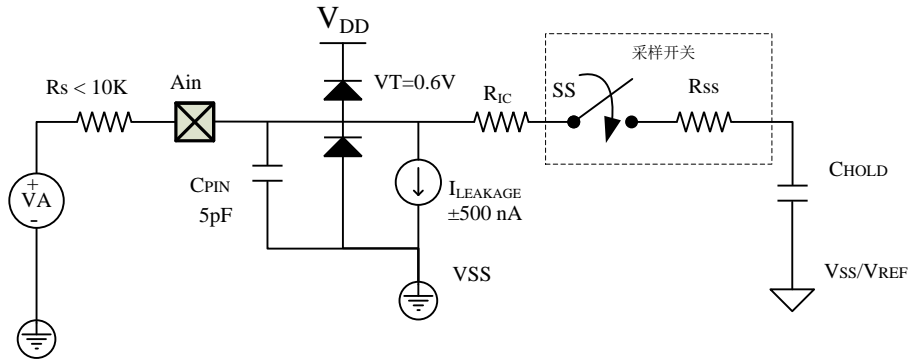 VDD
采样开关
Rs < 10K
Ain
VT=0.6V
RIC
SS
RSS
+
VA
-
CPIN
5pF
ILEAKAGE
±500 nA
CHOLD
VSS
VSS/VREF